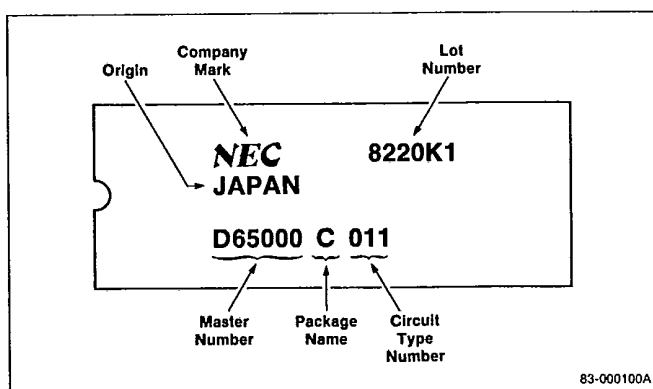 Company
Mark
Lot
Number
Origin
NEC
8220K1
JAPAN
D65000 C 011
Master
Number
Package
Name
Circuit
Type
Number
83-000100A